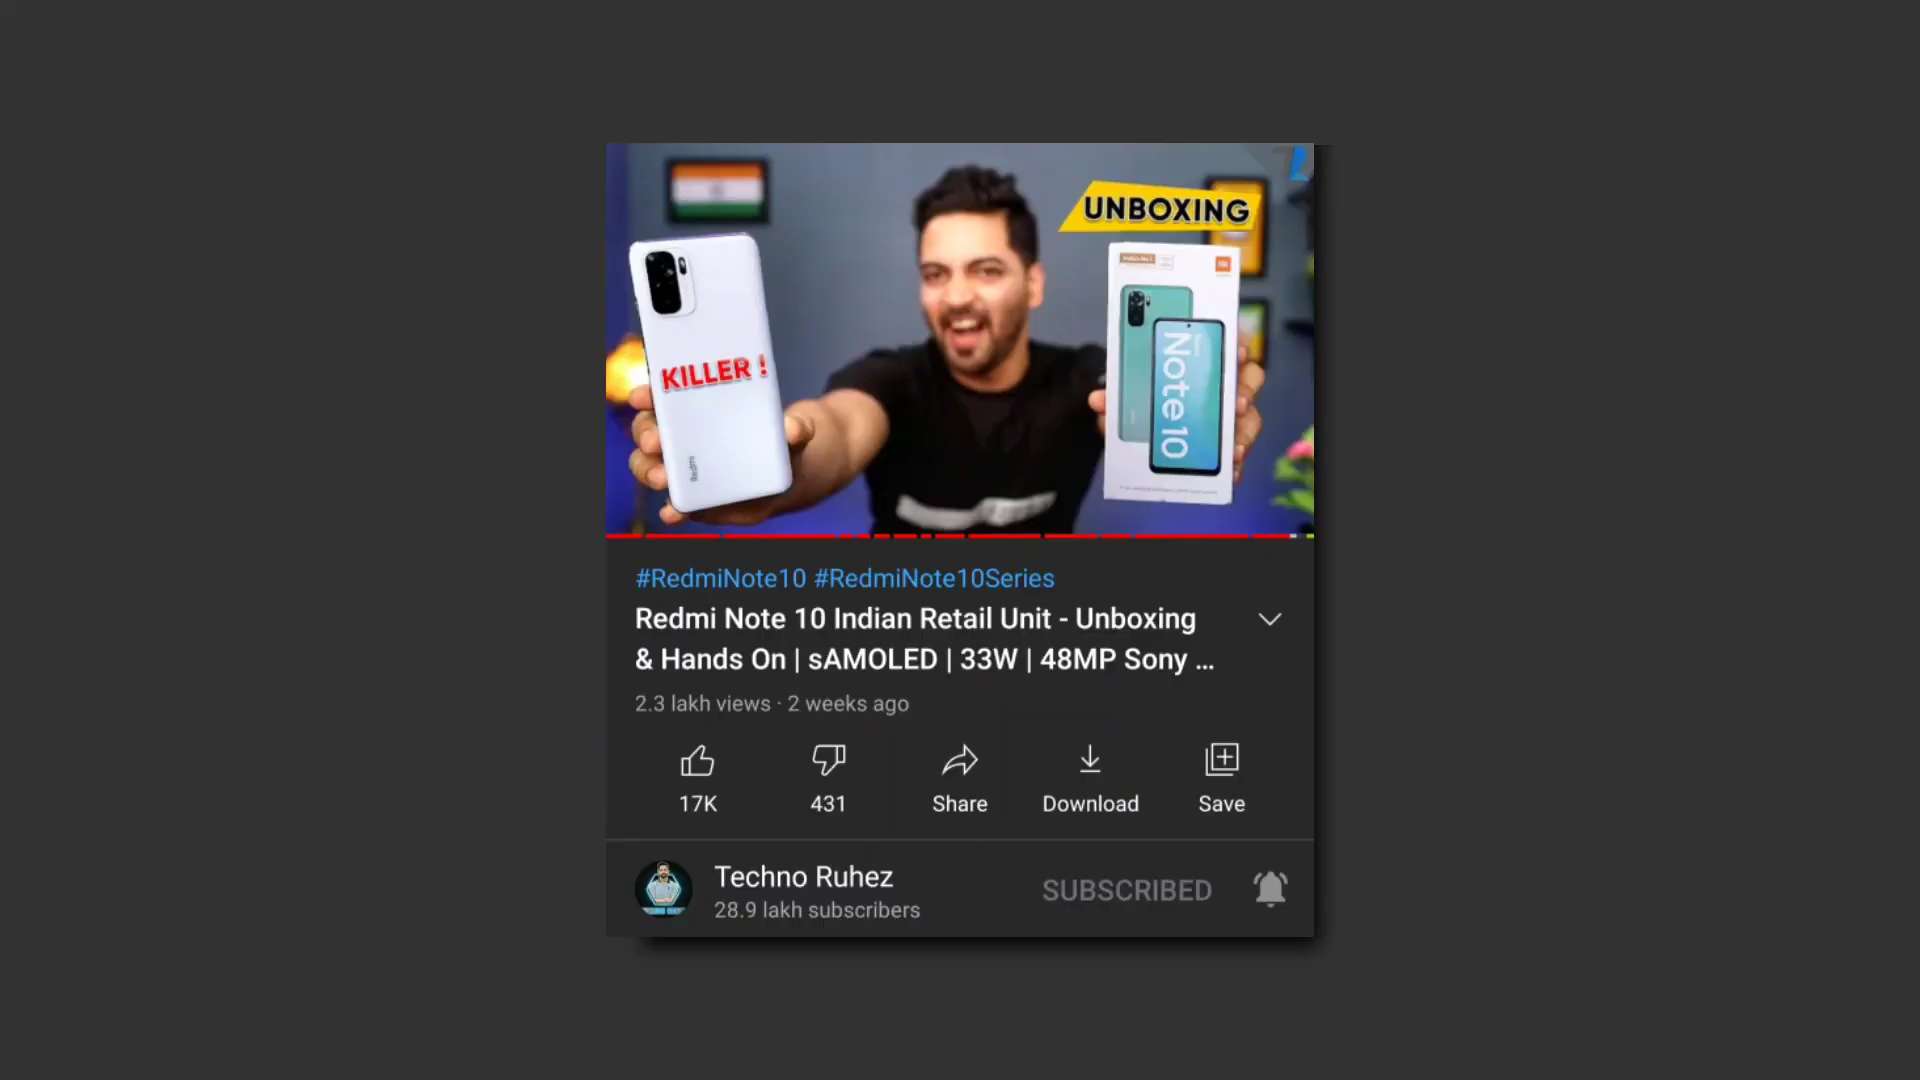 UNBOXING
KILLER !
Redmi
mi
Note 10
#RedmiNote10 #RedmiNote10Series
Redmi Note 10 Indian Retail Unit - Unboxing
& Hands On | sAMOLED | 33W | 48MP Sony ...
2.3 lakh views · 2 weeks ago
17K
431
Share
Download
Save
Techno Ruhez
28.9 lakh subscribers
SUBSCRIBED